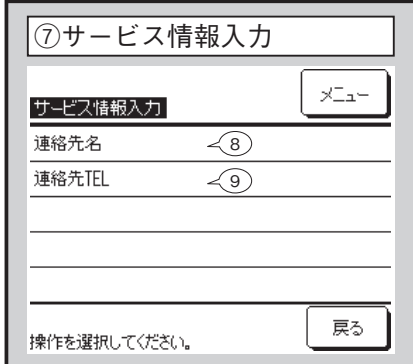 ⑦サービス情報入力
メニュー
サービス情報入力
連絡先名 ⑧
連絡先TEL ⑨
操作を選択してください。
戻る